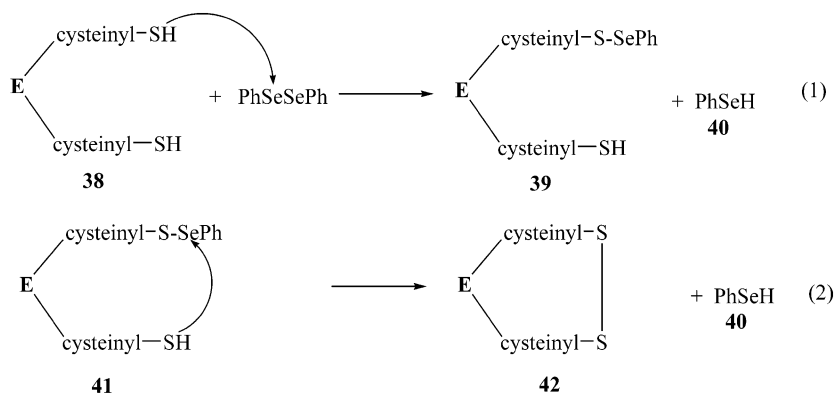 cysteinyl–SH
E + PhSeSePh
cysteinyl–SH
38
cysteinyl–S-SePh
E + PhSeH (1)
40
cysteinyl–SH
39
cysteinyl–S-SePh
E
cysteinyl–SH
41
cysteinyl–S
E + PhSeH (2)
40
cysteinyl–S
42